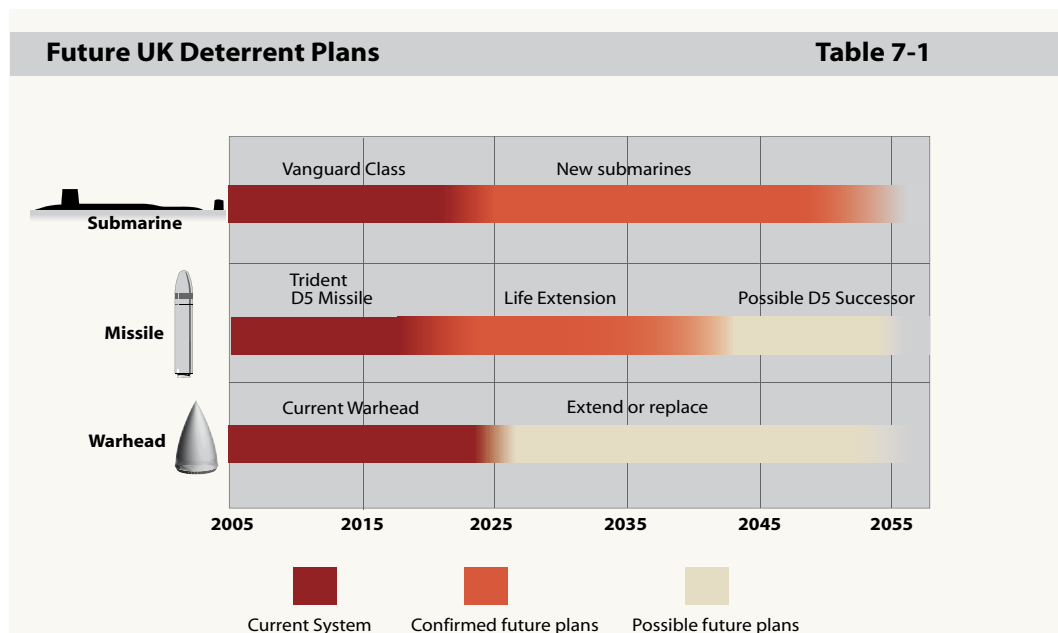 Future UK Deterrent Plans Table 7-1
Vanguard Class New submarines
Submarine
Trident
D5 Missile Life Extension Possible D5 Successor
Missile
Current Warhead Extend or replace
Warhead
2005 2015 2025 2035 2045 2055
Current System Confirmed future plans Possible future plans